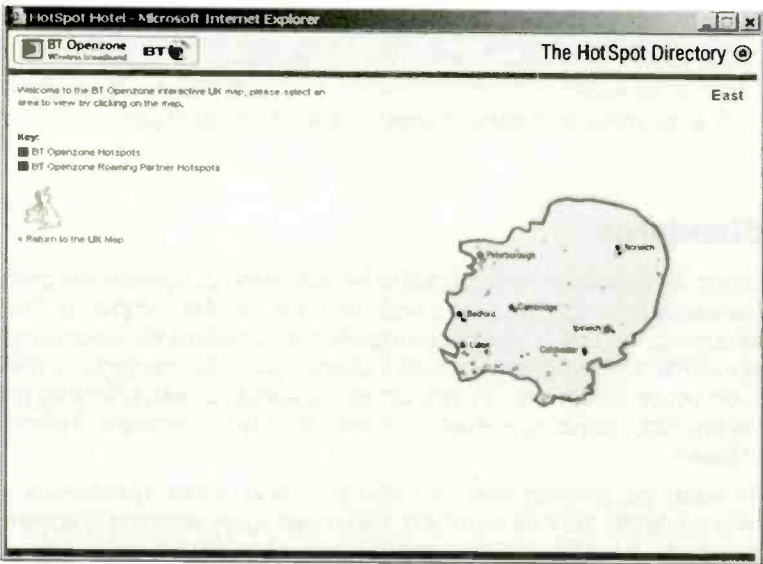 HotSpot Hotel - Microsoft Internet Explorer
BT Openzone
Wireless broadband
BT
The HotSpot Directory
Welcome to the BT Openzone interactive UK map, please select an
area to view by clicking on the map.
East
Key:
BT Openzone Hotspots
BT Openzone Roaming Partner Hotspots
« Return to the UK Map
Peterborough
Norwich
Bedford
Cambridge
Ipswich
Luton
Colchester